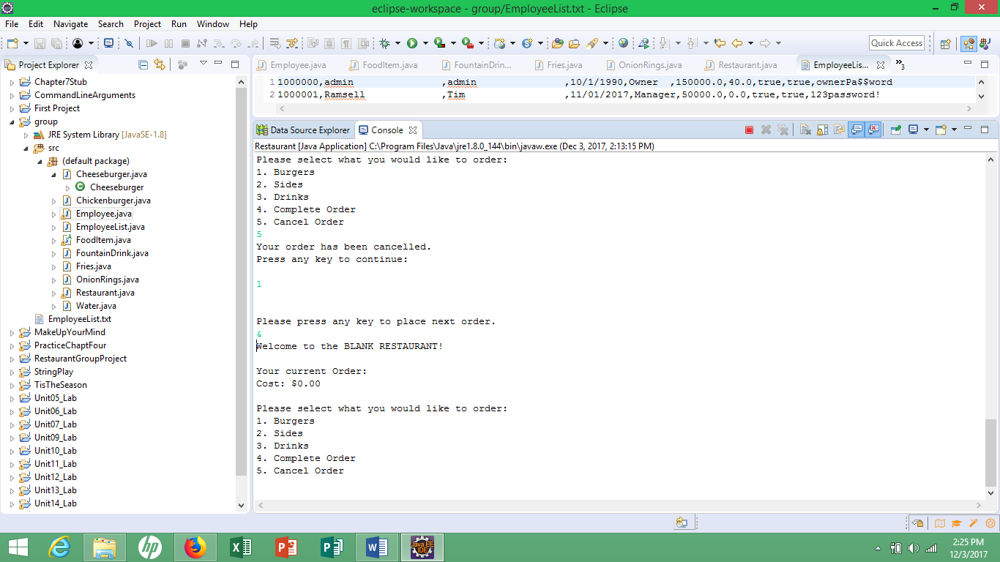 eclipse-workspace - group/EmployeeList.txt - Eclipse
File Edit Navigate Search Project Run Window Help
Quick Access
Project Explorer
Chapter7Stub
CommandLineArguments
First Project
group
JRE System Library [JavaSE-1.8]
src
(default package)
Cheeseburger.java
Cheeseburger
Chickenburger.java
Employee.java
EmployeeList.java
FoodItem.java
FountainDrink.java
Fries.java
OnionRings.java
Restaurant.java
Water.java
EmployeeList.txt
MakeUpYourMind
PracticeChaptFour
RestaurantGroupProject
StringPlay
TisTheSeason
Unit05_Lab
Unit06_Lab
Unit07_Lab
Unit09_Lab
Unit10_Lab
Unit11_Lab
Unit12_Lab
Unit13_Lab
Unit14_Lab
Employee.java FoodItem.java FountainDrin... Fries.java OnionRings.java Restaurant.java EmployeeLis... »3
1 1000000,admin ,admin ,10/1/1990,Owner ,150000.0,40.0,true,true,ownerPa$$word
2 1000001,Ramsell ,Tim ,11/01/2017,Manager,50000.0,0.0,true,true,123password!
Data Source Explorer Console
Restaurant [Java Application] C:\Program Files\Java\jre1.8.0_144\bin\javaw.exe (Dec 3, 2017, 2:13:15 PM)
Please select what you would like to order:
1. Burgers
2. Sides
3. Drinks
4. Complete Order
5. Cancel Order
5
Your order has been cancelled.
Press any key to continue:
1
Please press any key to place next order.
&
Welcome to the BLANK RESTAURANT!
Your current Order:
Cost: $0.00
Please select what you would like to order:
1. Burgers
2. Sides
3. Drinks
4. Complete Order
5. Cancel Order
hp
Java EE
IDE
2:25 PM
12/3/2017